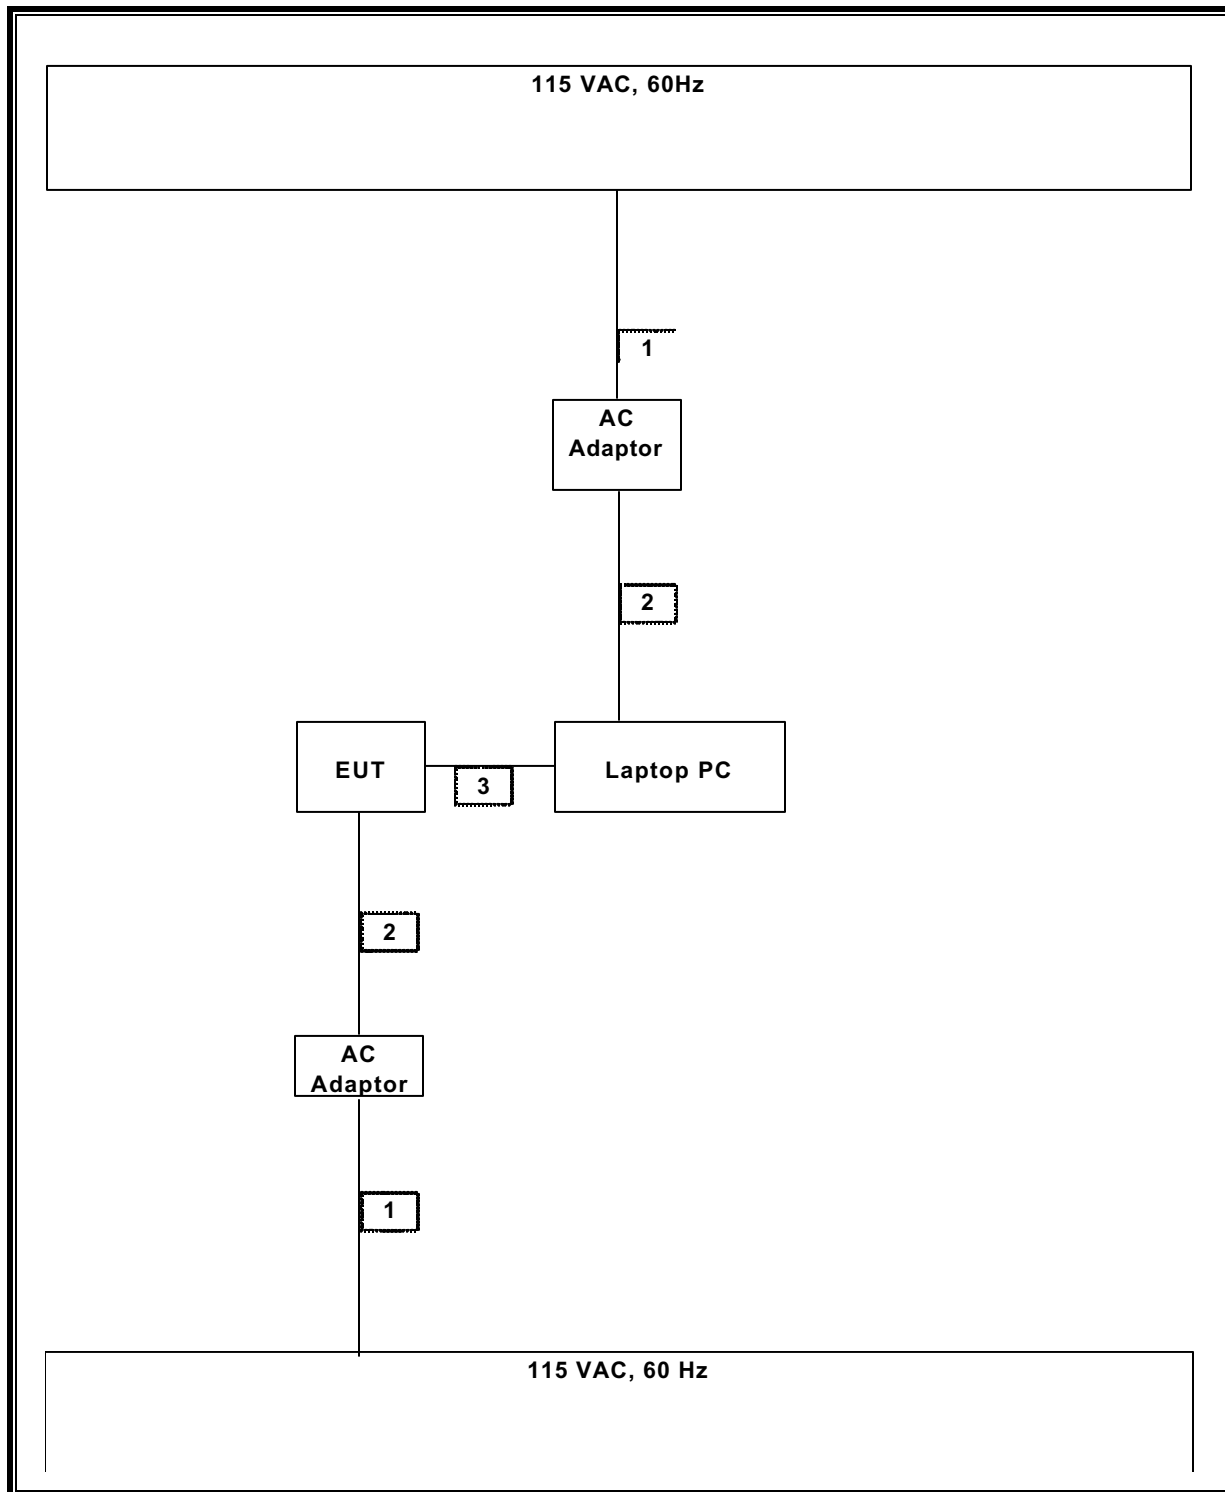 115 VAC, 60Hz
1
AC
Adaptor
2
EUT
3
Laptop PC
2
AC
Adaptor
1
115 VAC, 60 Hz